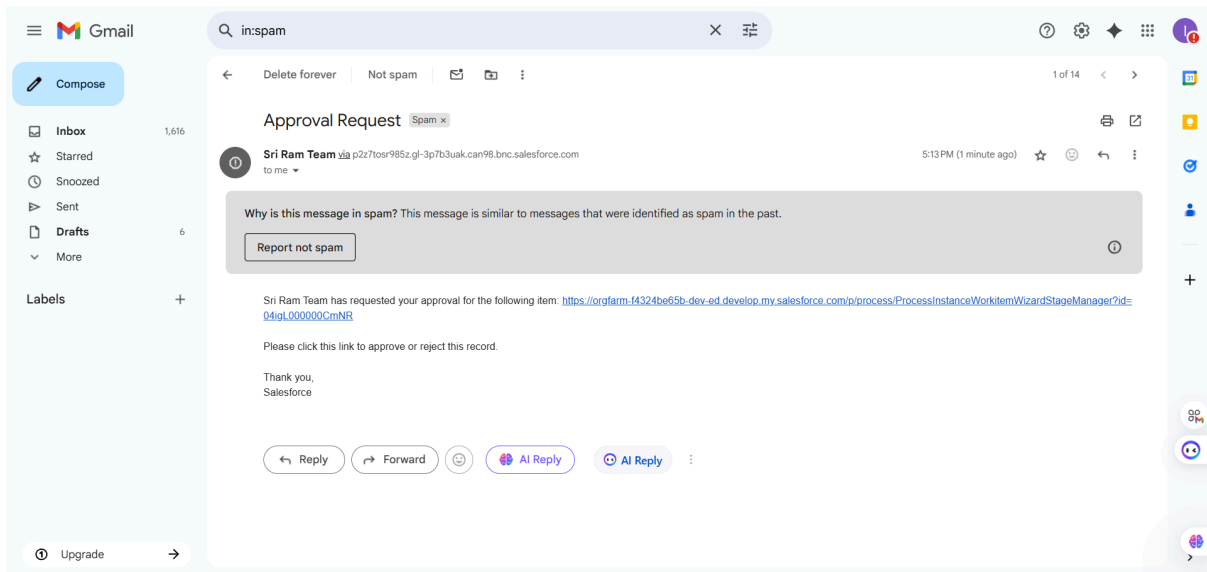 Gmail
in:spam
Compose
Delete forever
Not spam
1 of 14
Inbox 1,616
Starred
Snoozed
Sent
Drafts 6
More
Labels
Approval Request Spam ×
Sri Ram Team via p2z7tosr985z.gl-3p7b3uak.can98.bnc.salesforce.com
5:13 PM (1 minute ago)
to me
Why is this message in spam? This message is similar to messages that were identified as spam in the past.
Report not spam
Sri Ram Team has requested your approval for the following item: https://orgfarm-f4324be65b-dev-ed.develop.my.salesforce.com/p/process/ProcessInstanceWorkitemWizardStageManager?id=
04igL000000CmNR
Please click this link to approve or reject this record.
Thank you,
Salesforce
Reply
Forward
AI Reply
AI Reply
Upgrade
31